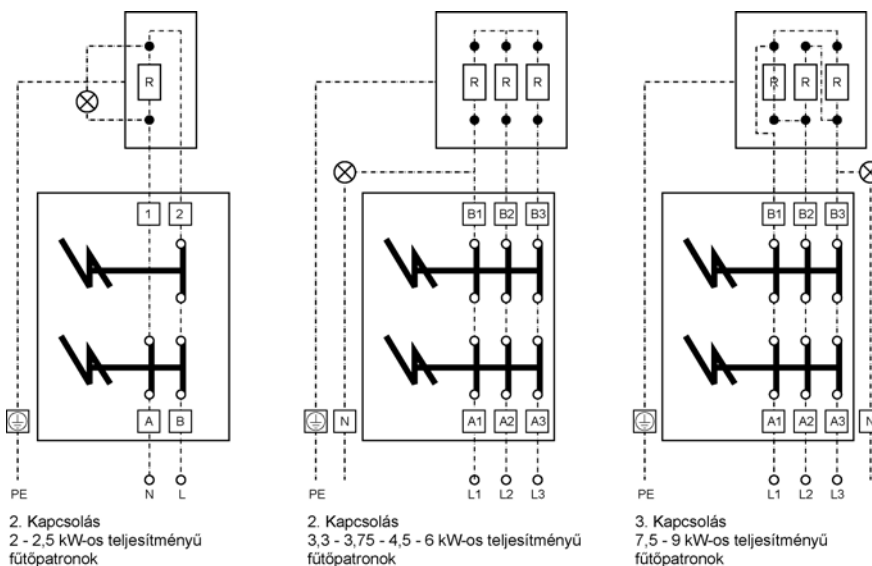 R
1 2
A B
PE N L
2. Kapcsolás
2 - 2,5 kW-os teljesítményű
fűtőpatronok
R R R
B1 B2 B3
N A1 A2 A3
PE L1 L2 L3
2. Kapcsolás
3,3 - 3,75 - 4,5 - 6 kW-os teljesítményű
fűtőpatronok
R R R
B1 B2 B3
A1 A2 A3 N
PE L1 L2 L3
3. Kapcsolás
7,5 - 9 kW-os teljesítményű
fűtőpatronok